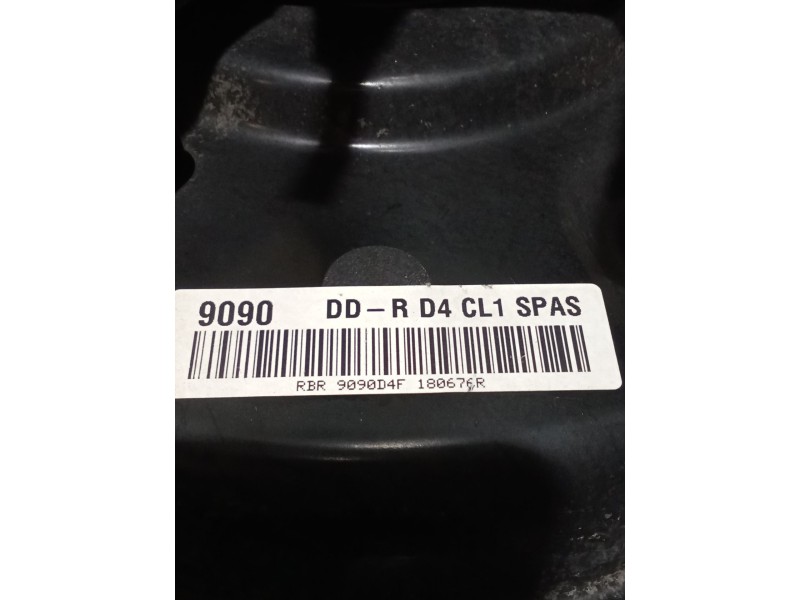 9090 DD-R D4 CL1 SPAS
RBR 9090D4F 180676R